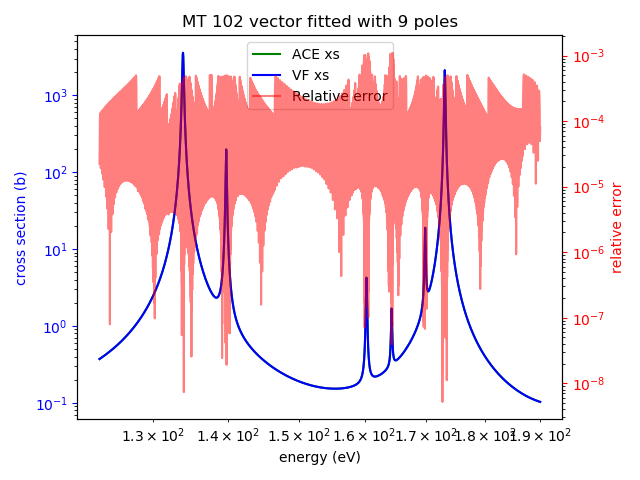 MT 102 vector fitted with 9 poles
ACE xs
VF xs
Relative error
cross section (b)
10^3
10^2
10^1
10^0
10^-1
relative error
10^-3
10^-4
10^-5
10^-6
10^-7
10^-8
1.3 × 10^2 1.4 × 10^2 1.5 × 10^2 1.6 × 10^2 1.7 × 10^2 1.8 × 10^2 1.9 × 10^2
energy (eV)